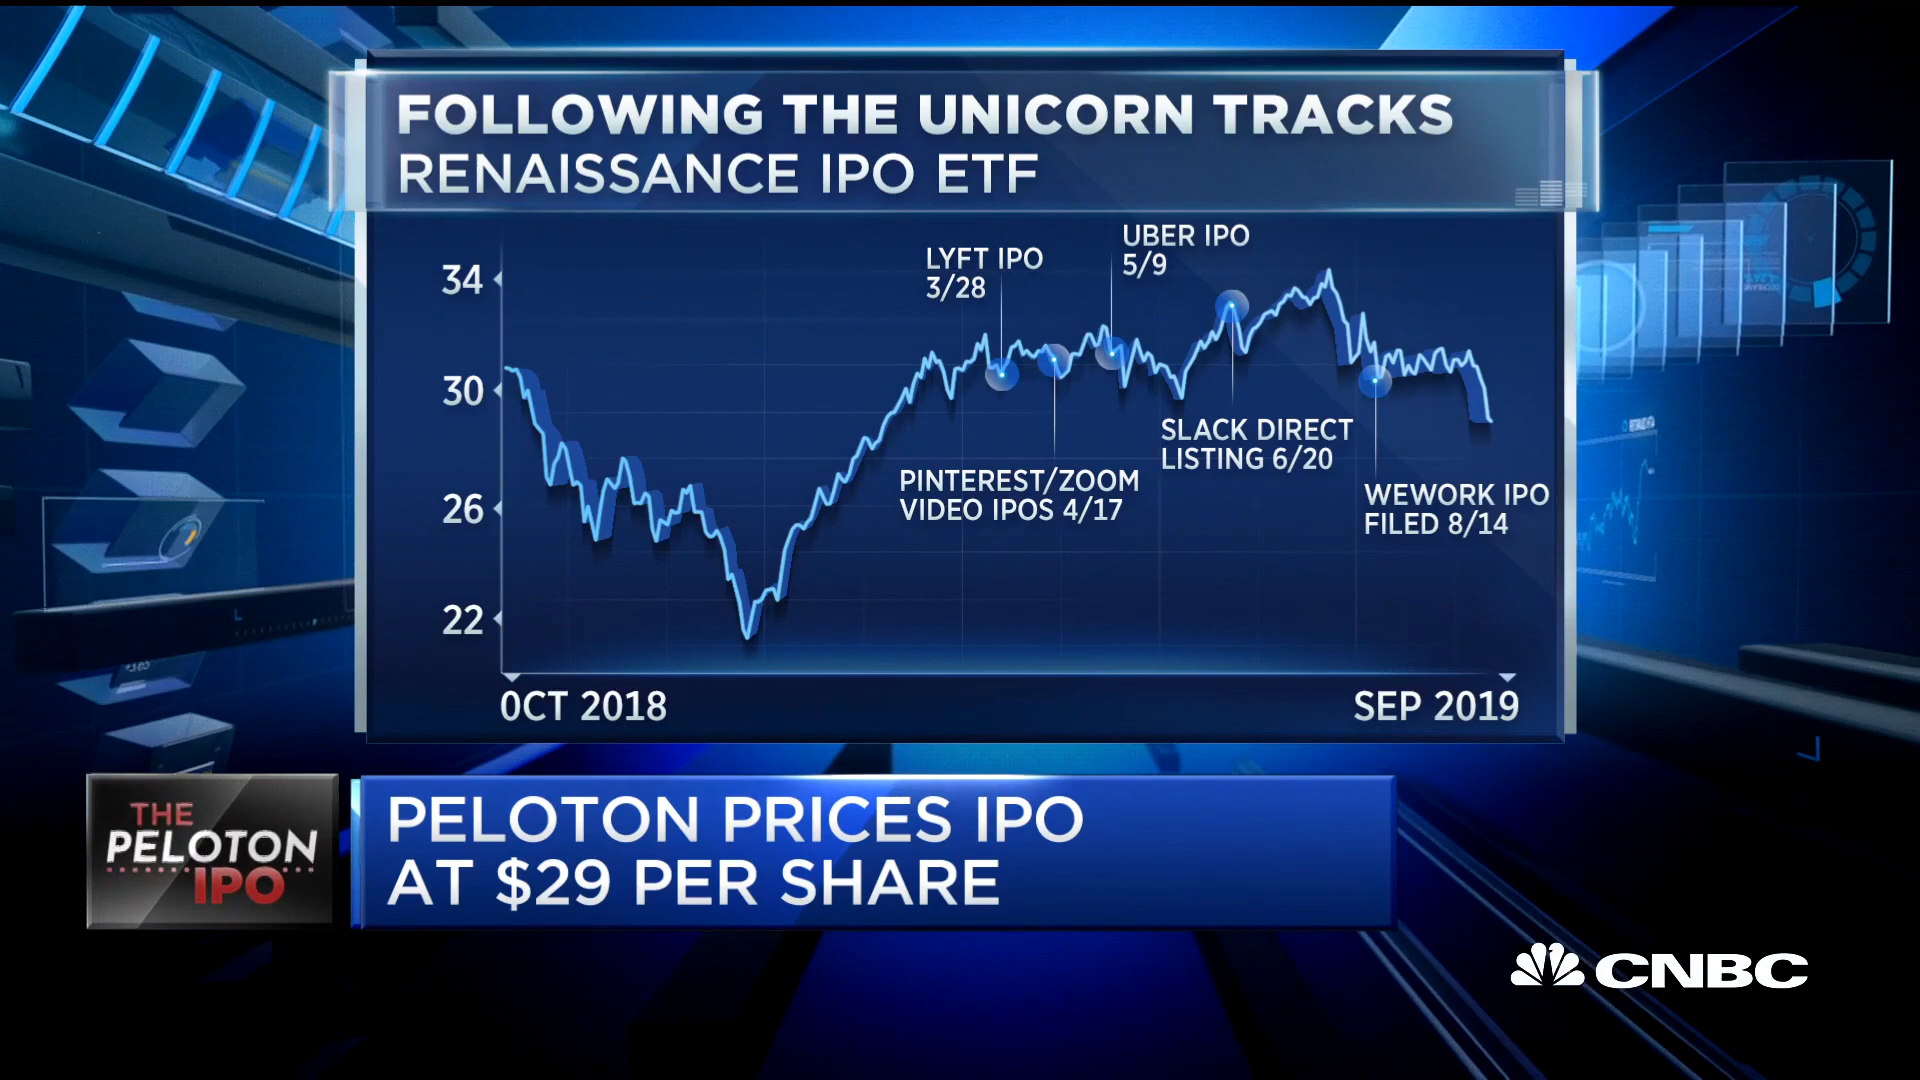 FOLLOWING THE UNICORN TRACKS
RENAISSANCE IPO ETF
UBER IPO
5/9
LYFT IPO
3/28
34
30
26
22
SLACK DIRECT
LISTING 6/20
PINTEREST/ZOOM
VIDEO IPOS 4/17
WEWORK IPO
FILED 8/14
OCT 2018
SEP 2019
THE
PELOTON
IPO
PELOTON PRICES IPO
AT $29 PER SHARE
CNBC